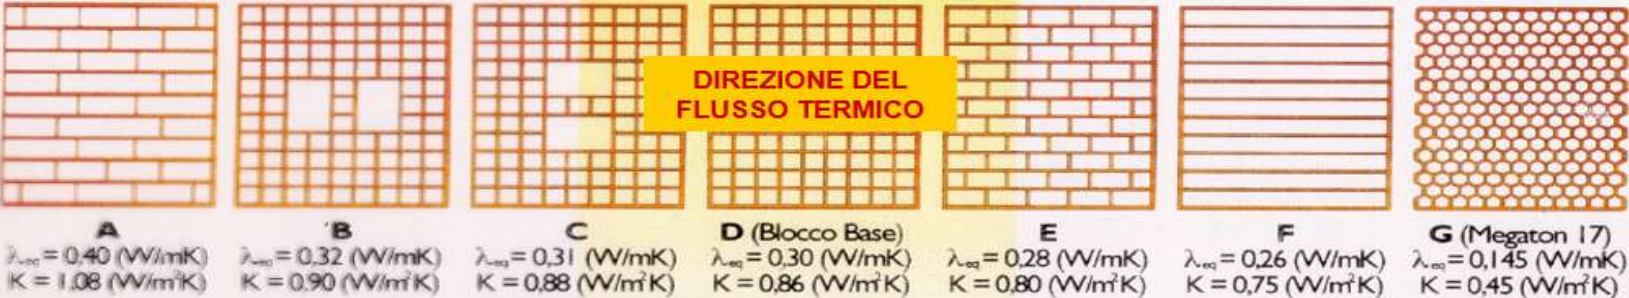 DIREZIONE DEL
FLUSSO TERMICO
A
λeq = 0,40 (W/mK)
K = 1,08 (W/m²K)
B
λeq = 0,32 (W/mK)
K = 0,90 (W/m²K)
C
λeq = 0,31 (W/mK)
K = 0,88 (W/m²K)
D (Blocco Base)
λeq = 0,30 (W/mK)
K = 0,86 (W/m²K)
E
λeq = 0,28 (W/mK)
K = 0,80 (W/m²K)
F
λeq = 0,26 (W/mK)
K = 0,75 (W/m²K)
G (Megaton 17)
λeq = 0,145 (W/mK)
K = 0,45 (W/m²K)